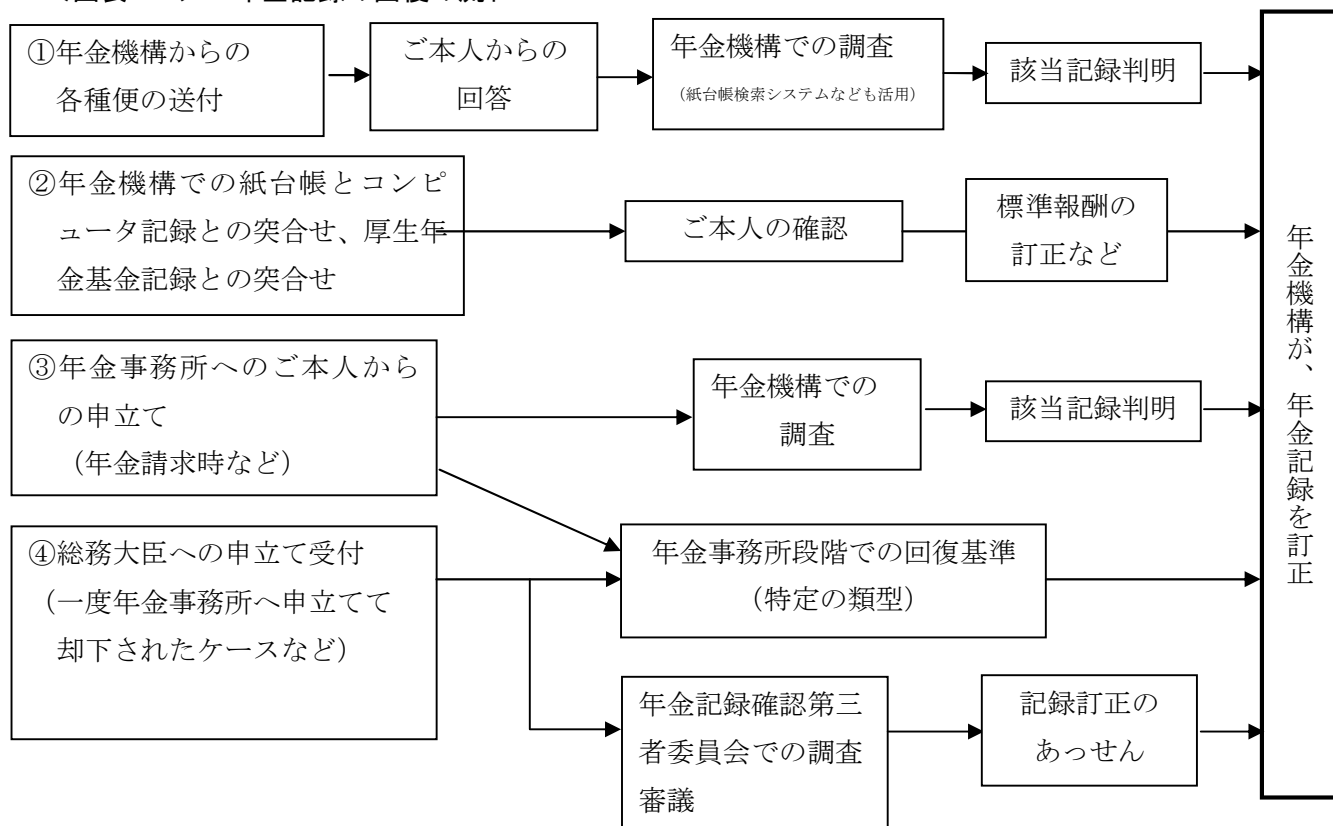 ①年金機構からの
各種便の送付
ご本人からの
回答
年金機構での調査
（紙台帳検索システムなども活用）
該当記録判明
②年金機構での紙台帳とコンピ
ュータ記録との突合せ、厚生年
金基金記録との突合せ
ご本人の確認
標準報酬の
訂正など
③年金事務所へのご本人から
の申立て
（年金請求時など）
年金機構での
調査
該当記録判明
④総務大臣への申立て受付
（一度年金事務所へ申立てて
却下されたケースなど）
年金事務所段階での回復基準
（特定の類型）
年金記録確認第三
者委員会での調査
審議
記録訂正の
あっせん
年金機構が、年金記録を訂正